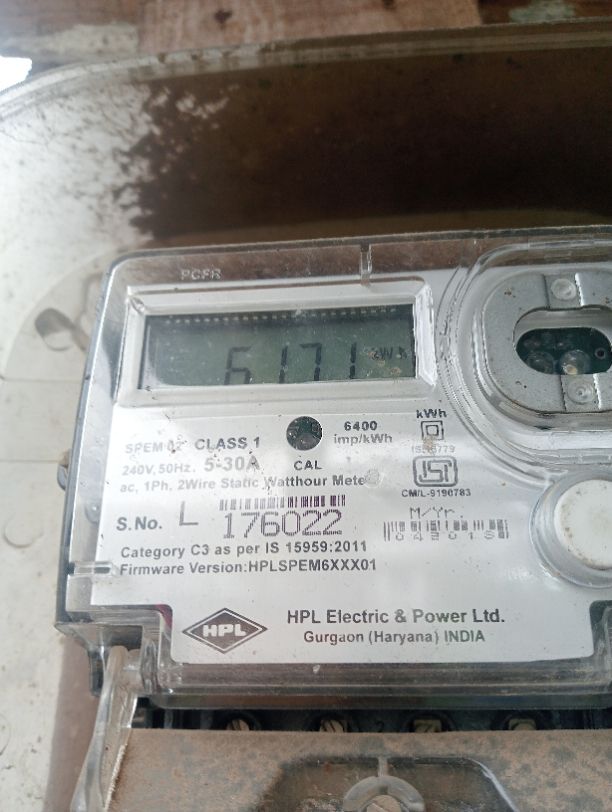 PCFR
6171 kWh
6400
imp/kWh
kWh
SPEM 02 CLASS 1
240V, 50Hz, 5-30A
CAL
ac, 1Ph, 2Wire Static Watthour Meter
CM/L-9196783
S.No. L 176022
M/Yr.
Category C3 as per IS 15959:2011
Firmware Version:HPLSPEM6XXX01
HPL
HPL Electric & Power Ltd.
Gurgaon (Haryana) INDIA